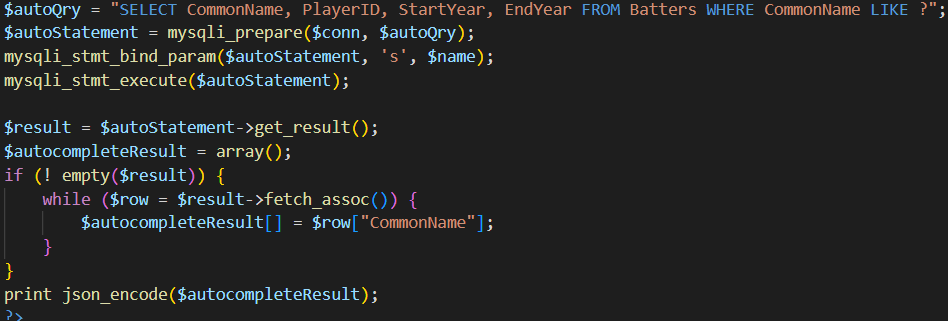 $autoQry = "SELECT CommonName, PlayerID, StartYear, EndYear FROM Batters WHERE CommonName LIKE ?";
$autoStatement = mysqli_prepare($conn, $autoQry);
mysqli_stmt_bind_param($autoStatement, 's', $name);
mysqli_stmt_execute($autoStatement);

$result = $autoStatement->get_result();
$autocompleteResult = array();
if (! empty($result)) {
    while ($row = $result->fetch_assoc()) {
        $autocompleteResult[] = $row["CommonName"];
    }
}
print json_encode($autocompleteResult);
?>